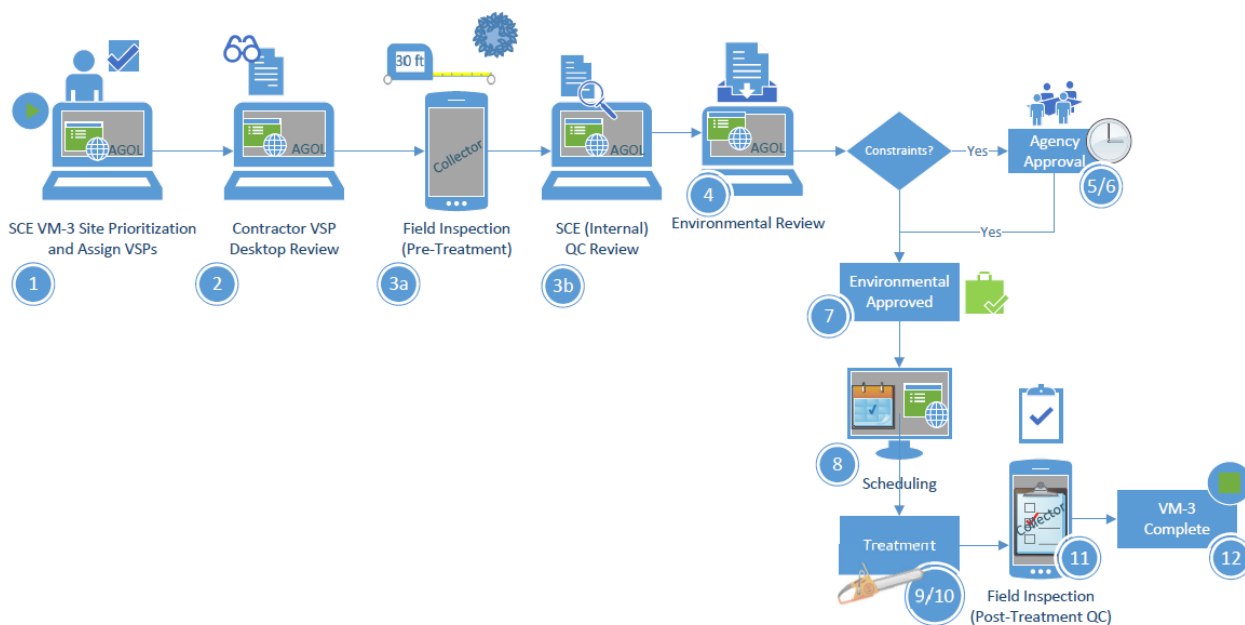 30 ft
AGOL
AGOL
Collector
AGOL
AGOL
Constraints?
Yes
Agency
Approval
5/6
SCE VM-3 Site Prioritization
and Assign VSPs
1
Contractor VSP
Desktop Review
2
Field Inspection
(Pre-Treatment)
3a
SCE (Internal)
QC Review
3b
4
Environmental Review
Yes
Environmental
Approved
7
8
Scheduling
Treatment
9/10
Collector
11
Field Inspection
(Post-Treatment QC)
VM-3
Complete
12